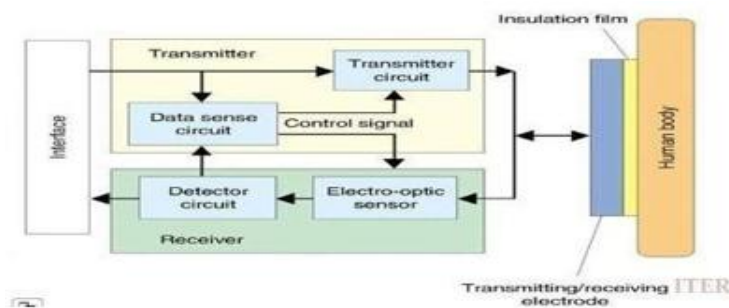 Insulation film
Transmitter
Transmitter
circuit
Data sense
circuit
Control signal
Interface
Human body
Detector
circuit
Electro-optic
sensor
Receiver
Transmitting/receiving
electrode
ITER